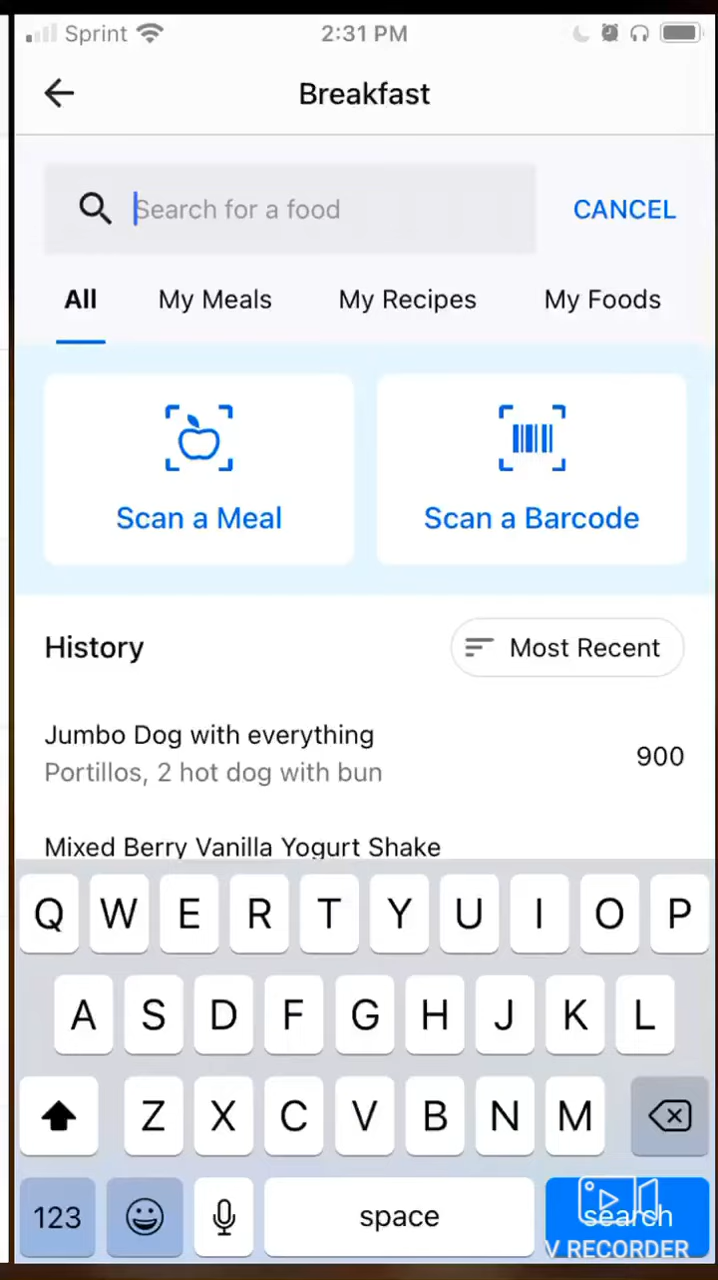 Sprint 2:31 PM
Breakfast
Search for a food CANCEL
All My Meals My Recipes My Foods
Scan a Meal Scan a Barcode
History Most Recent
Jumbo Dog with everything
Portillos, 2 hot dog with bun 900
Mixed Berry Vanilla Yogurt Shake
Q W E R T Y U I O P
A S D F G H J K L
Z X C V B N M
123 space search
V RECORDER